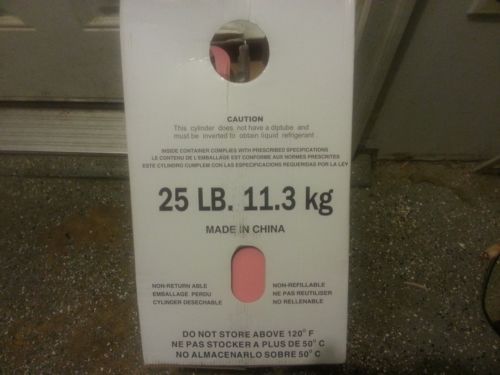 CAUTION
This cylinder does not have a diptube and
must be inverted to obtain liquid refrigerant
INSIDE CONTAINER COMPLIES WITH PRESCRIBED SPECIFICATIONS
LE CONTENU DE L'EMBALLAGE EST CONFORME AUX NORMES PRESCRITES
ESTE CYLINDRO CUMPLEM CON LAS ESPECIFICACIONES REQUERIDAS POR LA LEY
25 LB. 11.3 kg
MADE IN CHINA
NON-RETURN ABLE
EMBALLAGE PERDU
CYLINDER DESECHABLE
NON-REFILLABLE
NE PAS REUTILISER
NO RELLENABLE
DO NOT STORE ABOVE 120° F
NE PAS STOCKER A PLUS DE 50° C
NO ALMACENARLO SOBRE 50° C